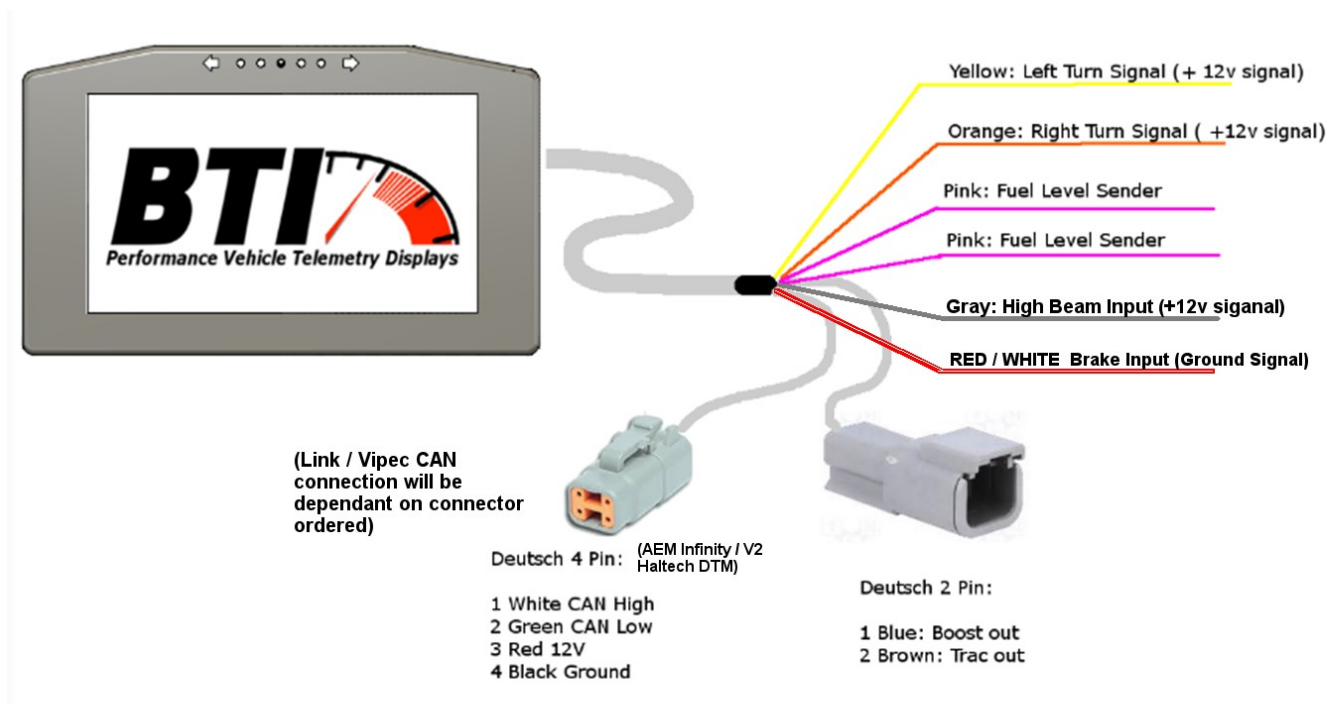 BTI
Performance Vehicle Telemetry Displays
Yellow: Left Turn Signal (+ 12v signal)
Orange: Right Turn Signal ( +12v signal)
Pink: Fuel Level Sender
Pink: Fuel Level Sender
Gray: High Beam Input (+12v siganal)
RED / WHITE Brake Input (Ground Signal)
(Link / Vipec CAN
connection will be
dependant on connector
ordered)
Deutsch 4 Pin:
(AEM Infinity / V2
Haltech DTM)
1 White CAN High
2 Green CAN Low
3 Red 12V
4 Black Ground
Deutsch 2 Pin:
1 Blue: Boost out
2 Brown: Trac out